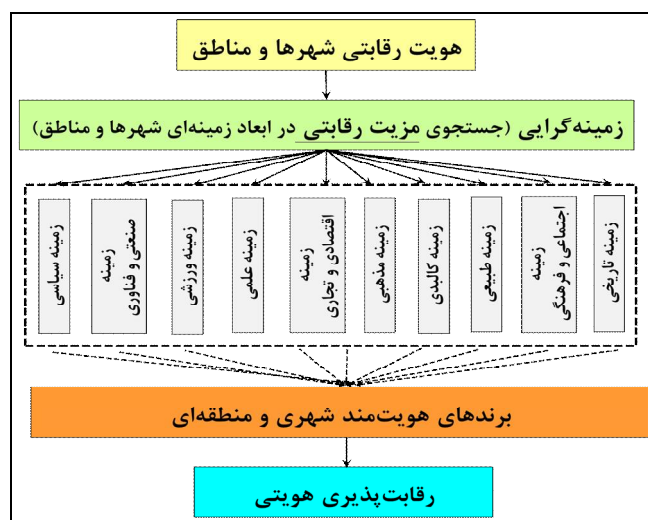 هویت رقابتی شهرها و مناطق
زمینه‌گرایی (جستجوی مزیت رقابتی در ابعاد زمینه‌ای شهرها و مناطق)
زمینه تاریخی
زمینه
اجتماعی و فرهنگی
زمینه طبیعی
زمینه کالبدی
زمینه مذهبی
زمینه
اقتصادی و تجاری
زمینه علمی
زمینه ورزشی
زمینه
صنعتی و فناوری
زمینه سیاسی
برندهای هویت‌مند شهری و منطقه‌ای
رقابت‌پذیری هویتی